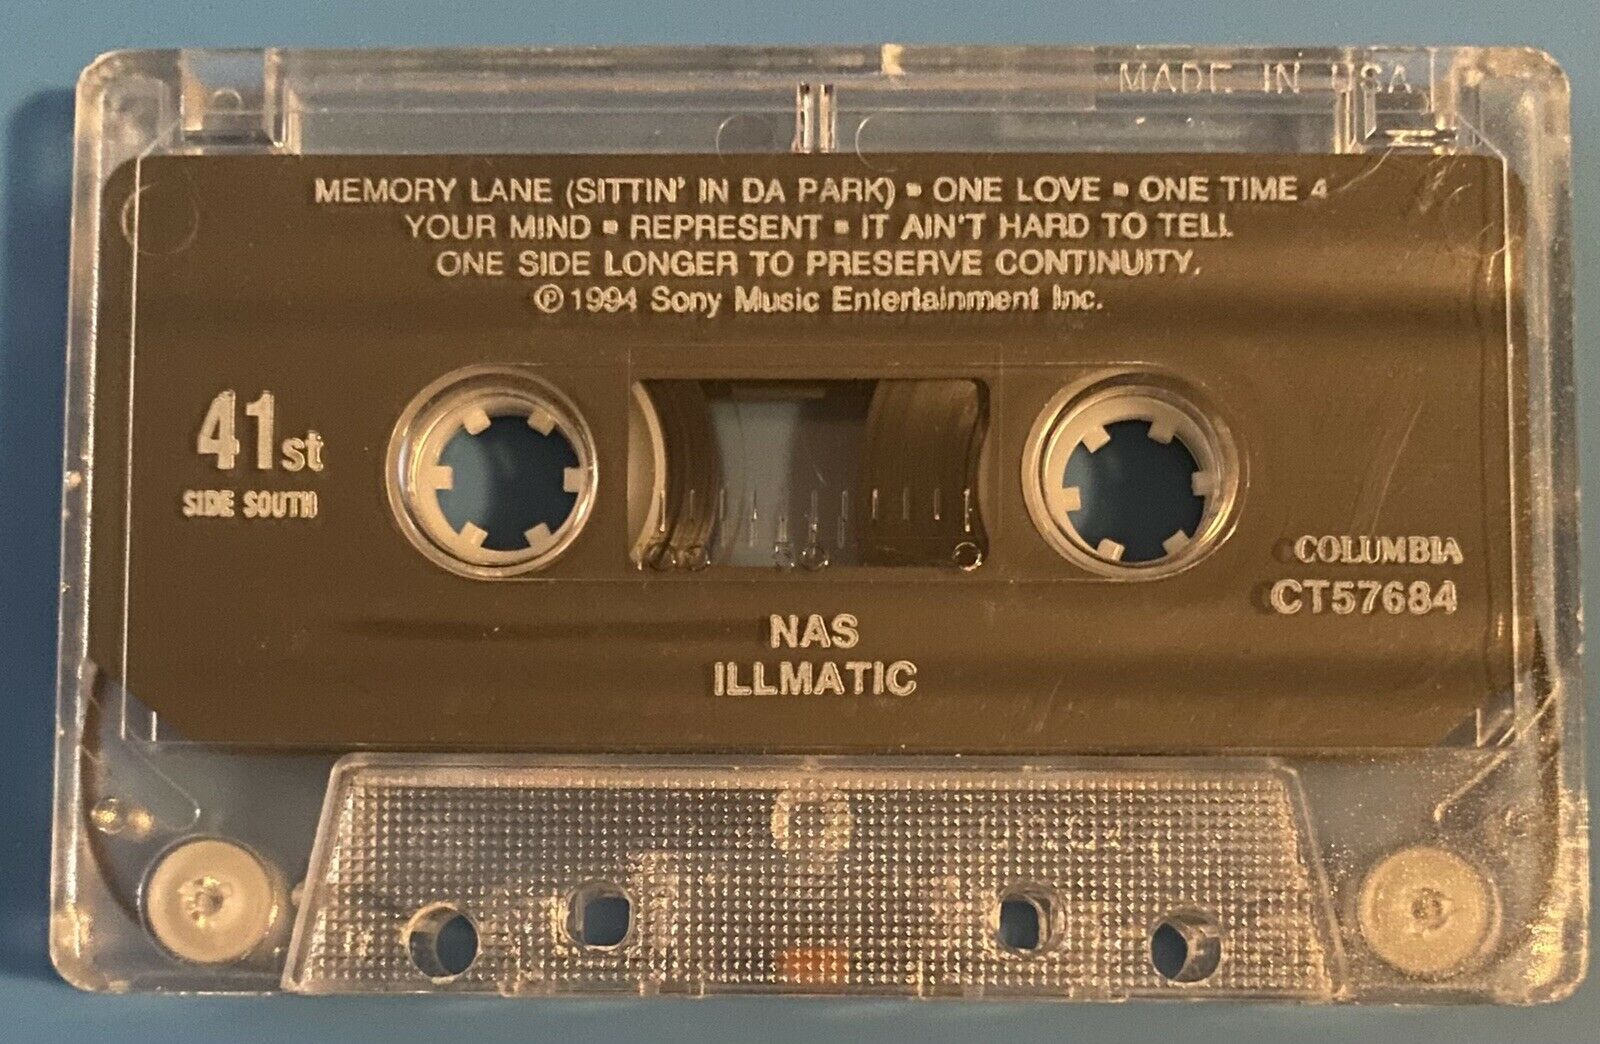 MADE IN USA
MEMORY LANE (SITTIN' IN DA PARK) ▪ ONE LOVE ▪ ONE TIME 4
YOUR MIND ▪ REPRESENT ▪ IT AIN'T HARD TO TELL
ONE SIDE LONGER TO PRESERVE CONTINUITY.
℗ 1994 Sony Music Entertainment Inc.
41st
SIDE SOUTH
COLUMBIA
CT57684
NAS
ILLMATIC